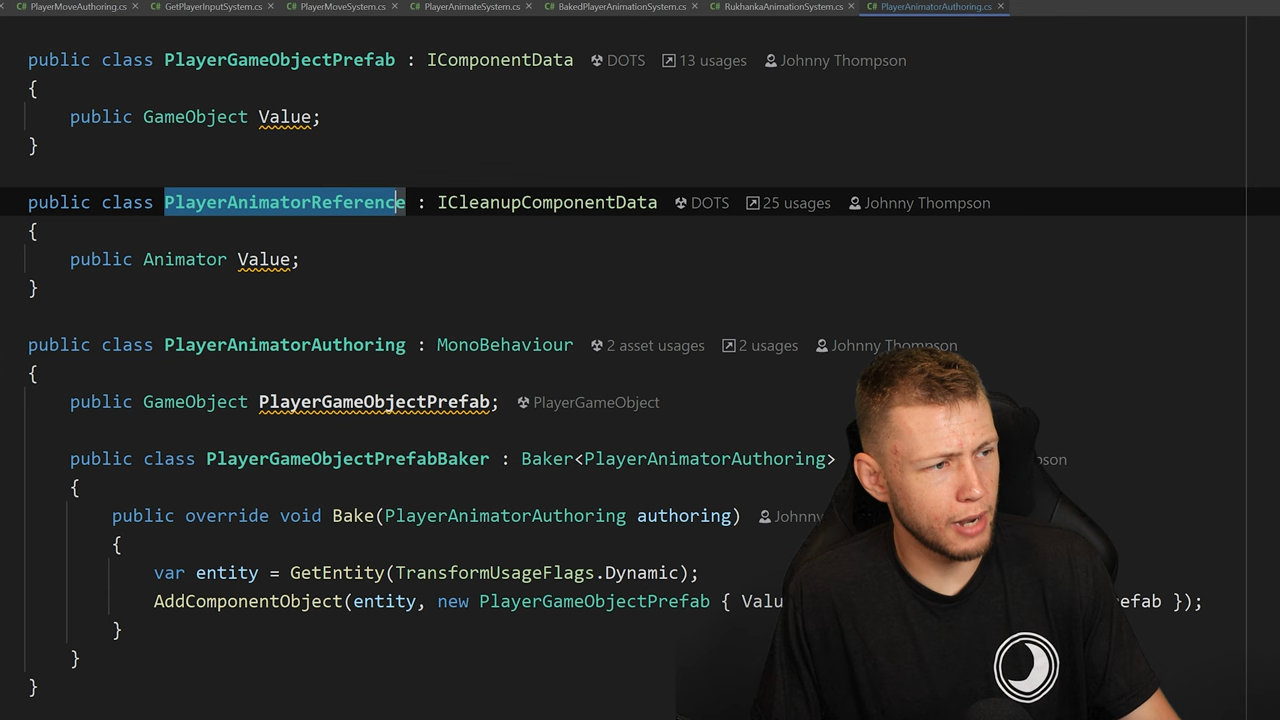 PlayerMoveAuthoring.cs GetPlayerInputSystem.cs PlayerMoveSystem.cs PlayerAnimateSystem.cs BakedPlayerAnimationSystem.cs RukhankaAnimationSystem.cs PlayerAnimatorAuthoring.cs
public class PlayerGameObjectPrefab : IComponentData DOTS 13 usages Johnny Thompson
{
public GameObject Value;
}
public class PlayerAnimatorReference : ICleanupComponentData DOTS 25 usages Johnny Thompson
{
public Animator Value;
}
public class PlayerAnimatorAuthoring : MonoBehaviour 2 asset usages 2 usages Johnny Thompson
{
public GameObject PlayerGameObjectPrefab; PlayerGameObject
public class PlayerGameObjectPrefabBaker : Baker<PlayerAnimatorAuthoring>
{
public override void Bake(PlayerAnimatorAuthoring authoring) Johnny
{
var entity = GetEntity(TransformUsageFlags.Dynamic);
AddComponentObject(entity, new PlayerGameObjectPrefab { Valu efab });
}
}
}